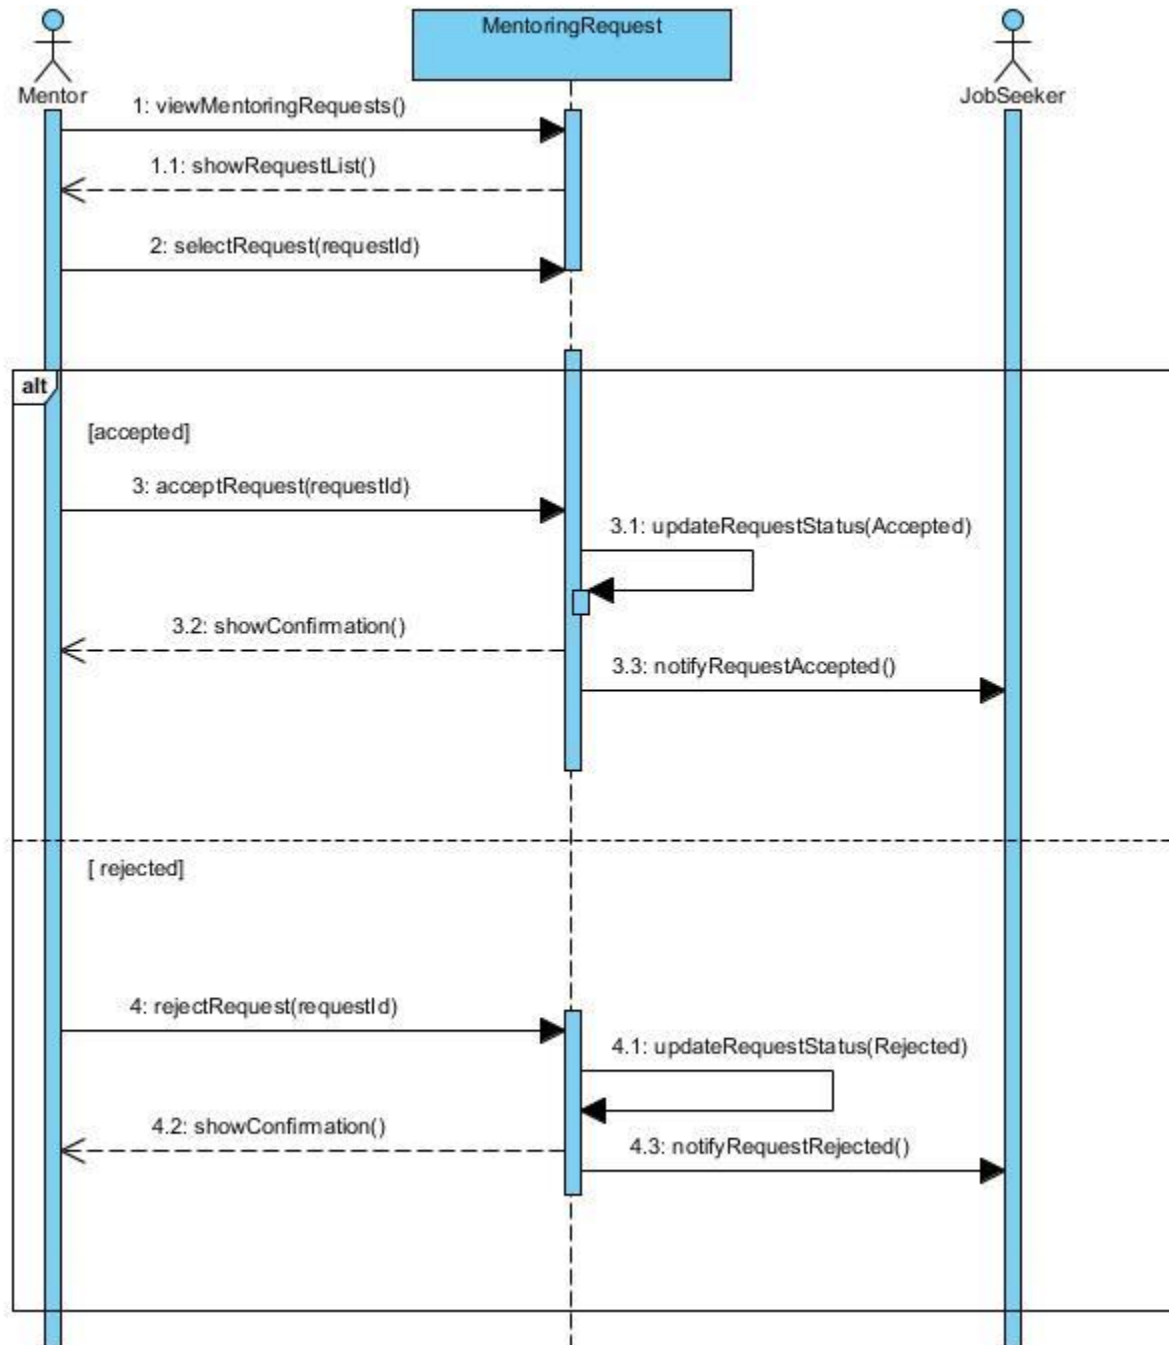 MentoringRequest
Mentor
JobSeeker
1: viewMentoringRequests()
1.1: showRequestList()
2: selectRequest(requestId)
alt
[accepted]
3: acceptRequest(requestId)
3.1: updateRequestStatus(Accepted)
3.2: showConfirmation()
3.3: notifyRequestAccepted()
[ rejected]
4: rejectRequest(requestId)
4.1: updateRequestStatus(Rejected)
4.2: showConfirmation()
4.3: notifyRequestRejected()